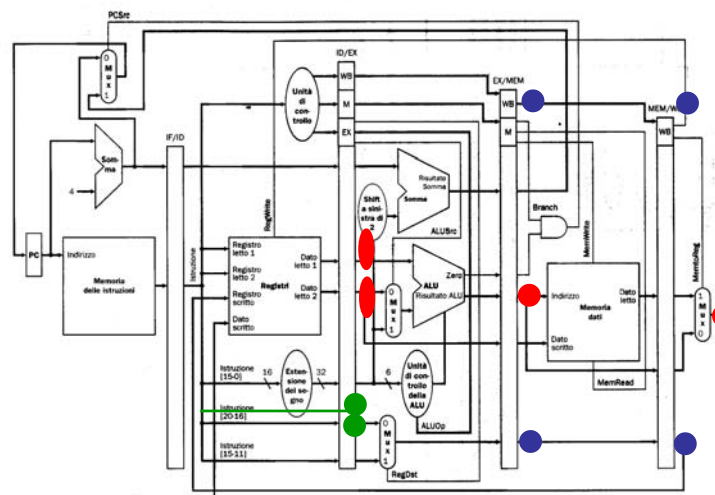 PCSrc
0
M
u
x
1
ID/EX
WB
M
EX
Unità
di
controllo
EX/MEM
WB
M
MEM/W
WB
IF/ID
Som-
ma
4
Risultato
Somma
Somma
Shift
a sini-
stra di
2
Branch
RegWrite
ALUSrc
MemWrite
MemtoReg
PC
Indirizzo
Memoria
delle istruzioni
Istruzione
Registro
letto 1
Registro
letto 2
Registro
scritto
Dato
scritto
Dato
letto 1
Dato
letto 2
Registri
0
M
u
x
1
Zero
ALU
Risultato ALU
Indirizzo
Dato
letto
Memoria
dati
Dato
scritto
1
M
u
x
0
Istruzione
[15-0]
16
Esten-
sione
del se-
gno
32
6
Unità
di con-
trollo
della
ALU
MemRead
Istruzione
[20-16]
Istruzione
[15-11]
0
M
u
x
1
ALUOp
RegDst